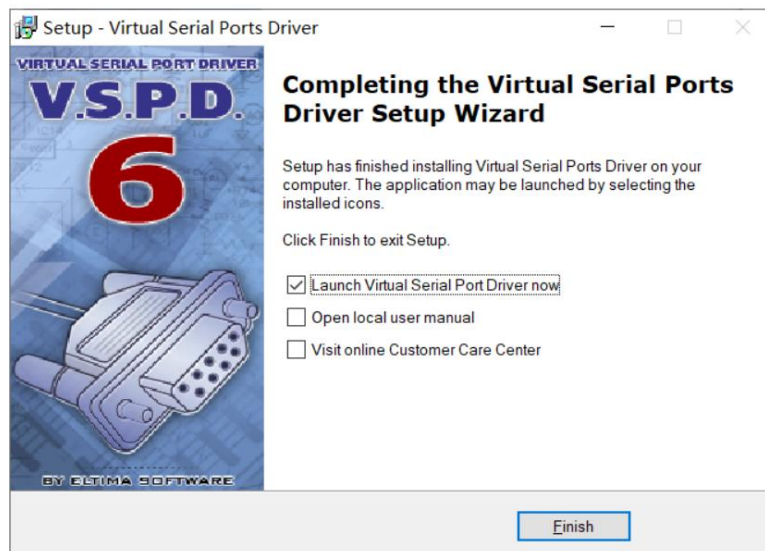 Setup - Virtual Serial Ports Driver
VIRTUAL SERIAL PORT DRIVER
V.S.P.D.
6
BY ELTIMA SOFTWARE
Completing the Virtual Serial Ports
Driver Setup Wizard
Setup has finished installing Virtual Serial Ports Driver on your
computer. The application may be launched by selecting the
installed icons.
Click Finish to exit Setup.
Launch Virtual Serial Port Driver now
Open local user manual
Visit online Customer Care Center
Finish